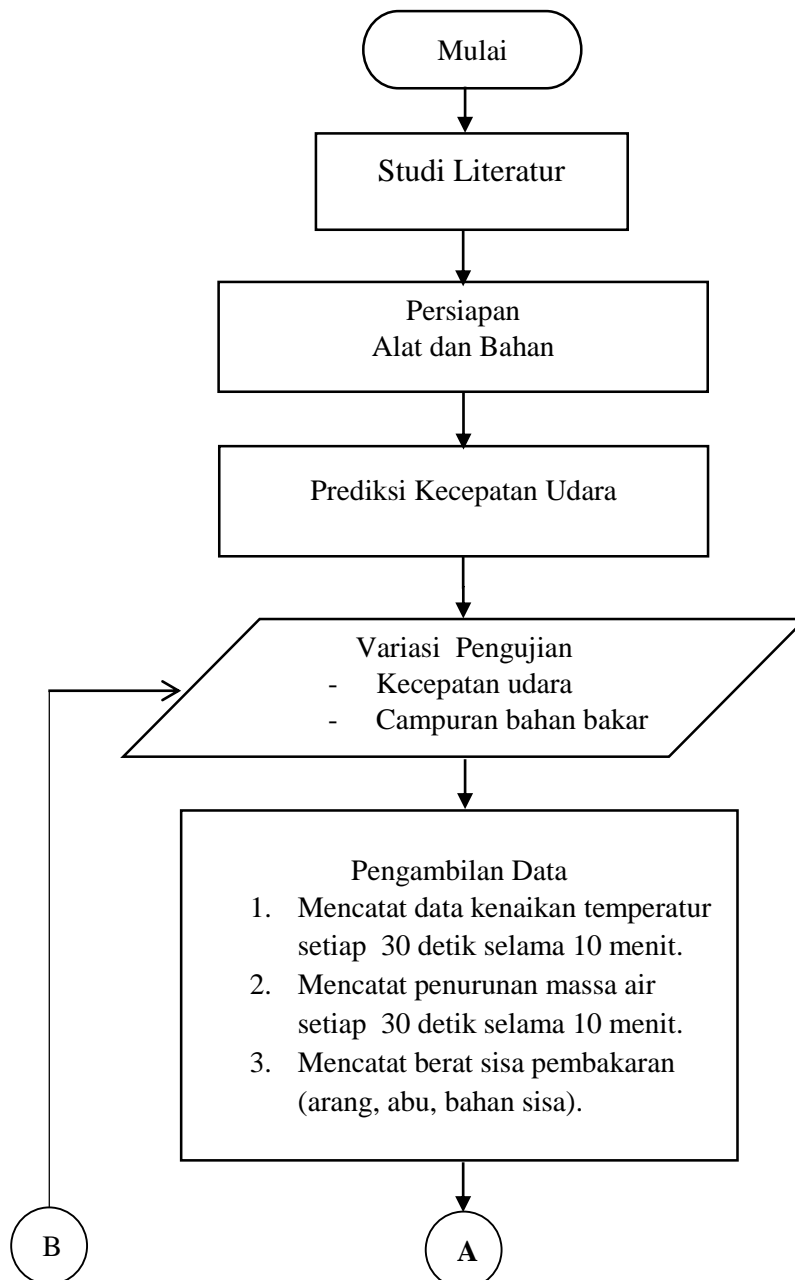 Mulai
Studi Literatur
Persiapan
Alat dan Bahan
Prediksi Kecepatan Udara
Variasi Pengujian
- Kecepatan udara
- Campuran bahan bakar
Pengambilan Data
1. Mencatat data kenaikan temperatur
setiap 30 detik selama 10 menit.
2. Mencatat penurunan massa air
setiap 30 detik selama 10 menit.
3. Mencatat berat sisa pembakaran
(arang, abu, bahan sisa).
B
A